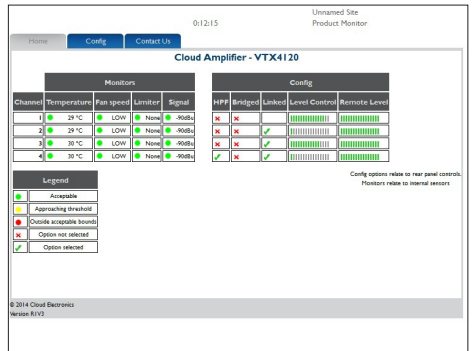 Unnamed Site
0:12:15 Product Monitor
Home Config Contact Us
Cloud Amplifier - VTX4120
Monitors Config
Channel Temperature Fan speed Limiter Signal HPF Bridged Linked Level Control Remote Level
1 29 °C LOW None -90dBu
2 29 °C LOW None -90dBu
3 30 °C LOW None -90dBu
4 30 °C LOW None -90dBu
Config options relate to rear panel controls.
Monitors relate to internal sensors
Legend
Acceptable
Approaching threshold
Outside acceptable bounds
Option not selected
Option selected
© 2014 Cloud Electronics
Version R1V3